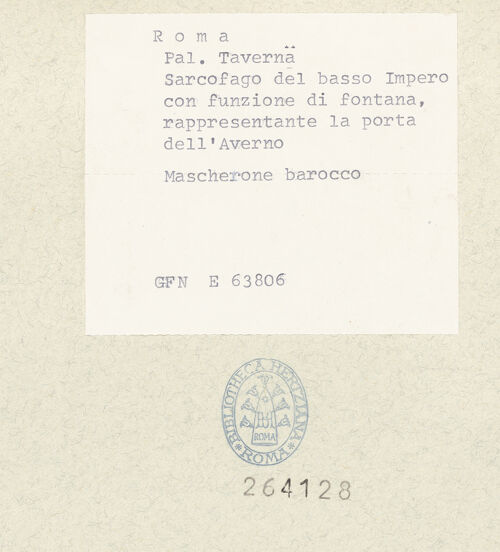 R o m a
Pal. Taverna
Sarcofago del basso Impero
con funzione di fontana,
rappresentante la porta
dell'Averno
Mascherone barocco
GFN E 63806
BIBLIOTHECA HERTZIANA
ROMA
ROMA
264128